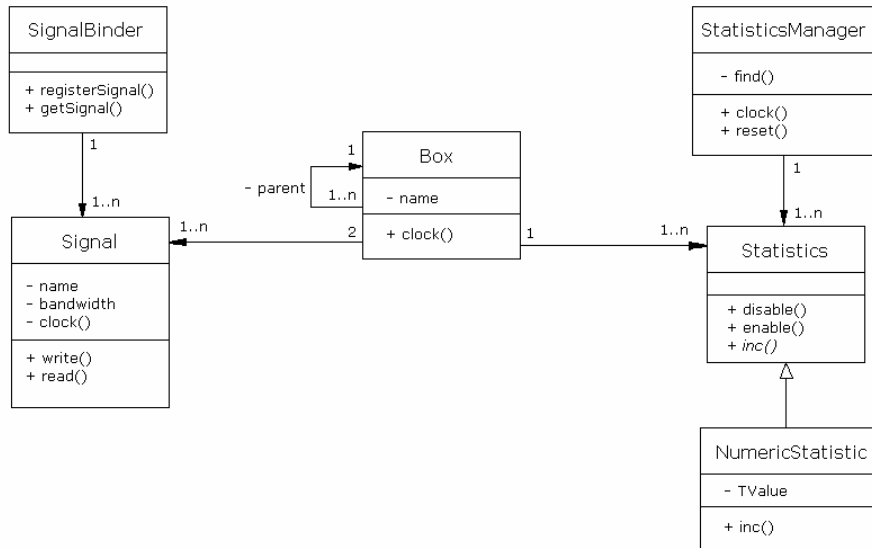 SignalBinder
+ registerSignal()
+ getSignal()
1
1..n
Signal
- name
- bandwidth
- clock()
+ write()
+ read()
1..n
2
Box
- name
+ clock()
1
- parent
1..n
1
1..n
StatisticsManager
- find()
+ clock()
+ reset()
1
1..n
Statistics
+ disable()
+ enable()
+ inc()
NumericStatistic
- TValue
+ inc()